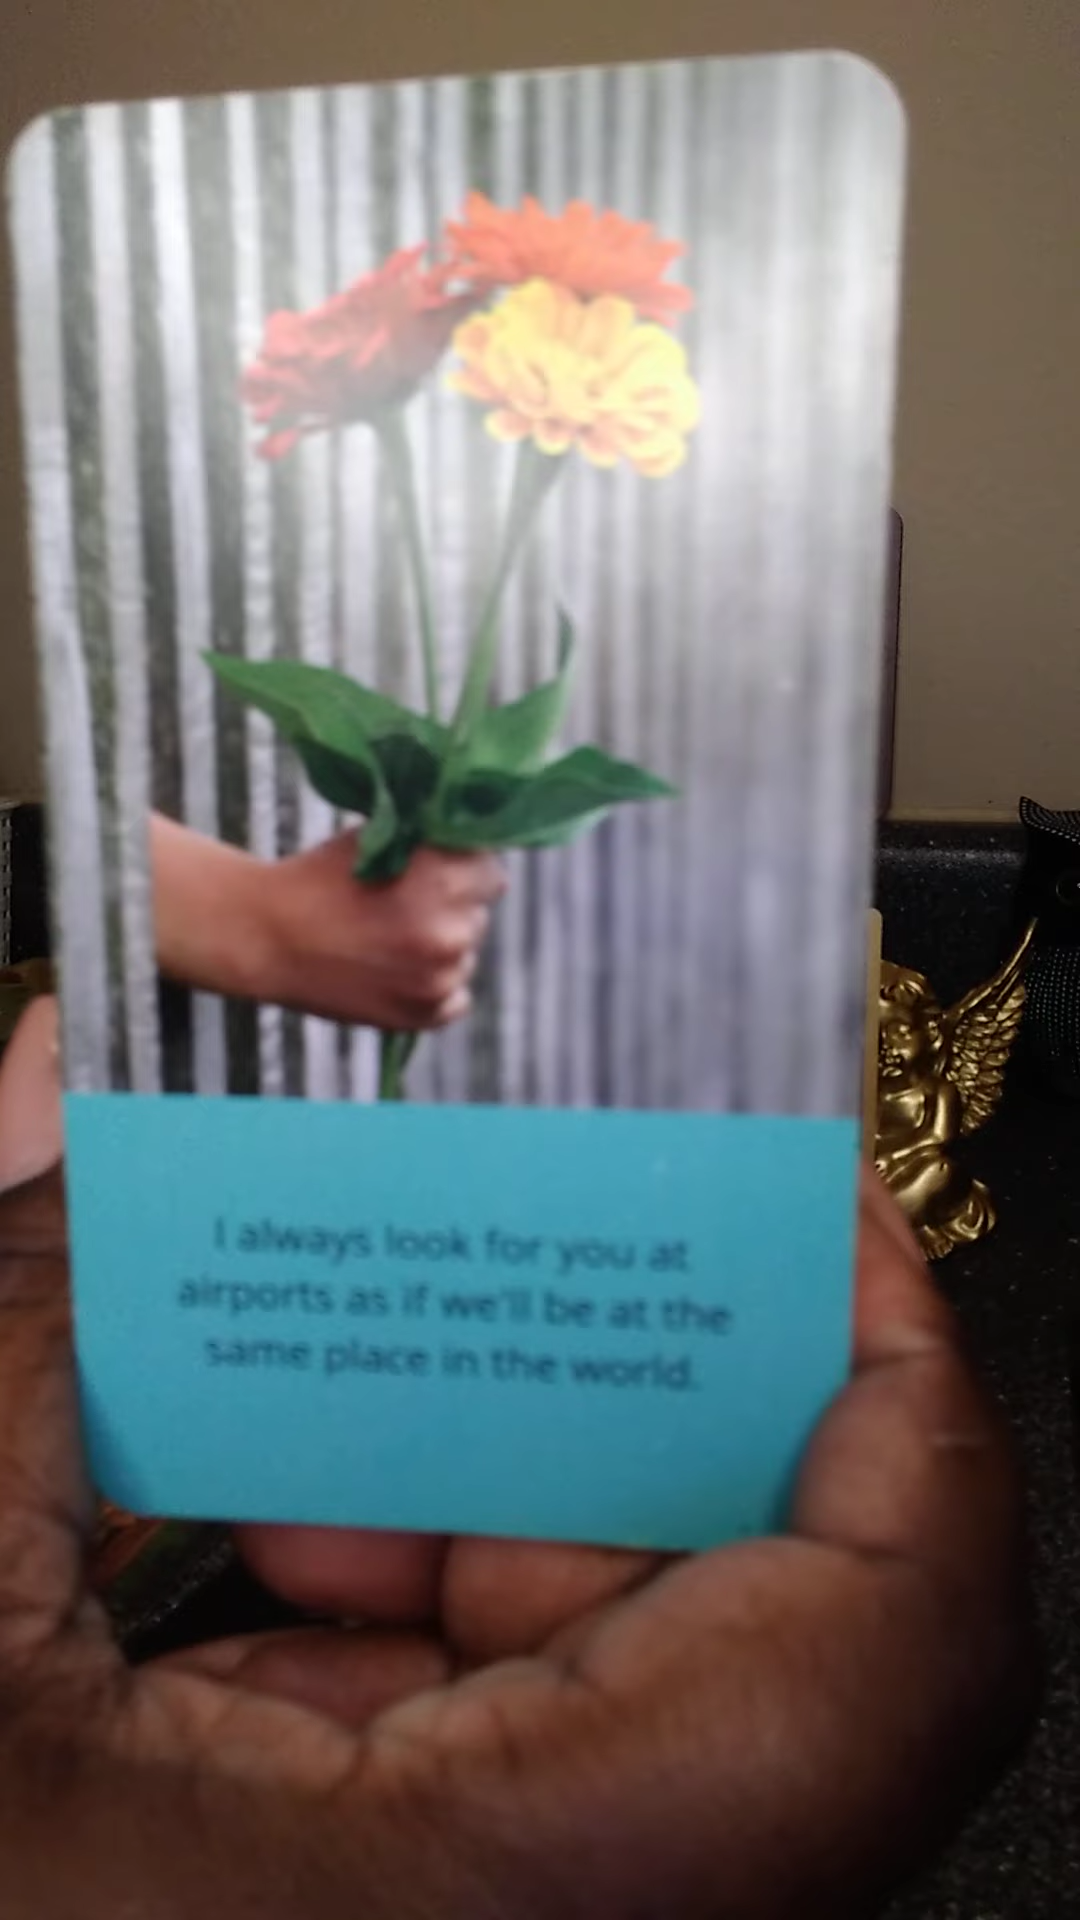 I always look for you at
airports as if we'll be at the
same place in the world.